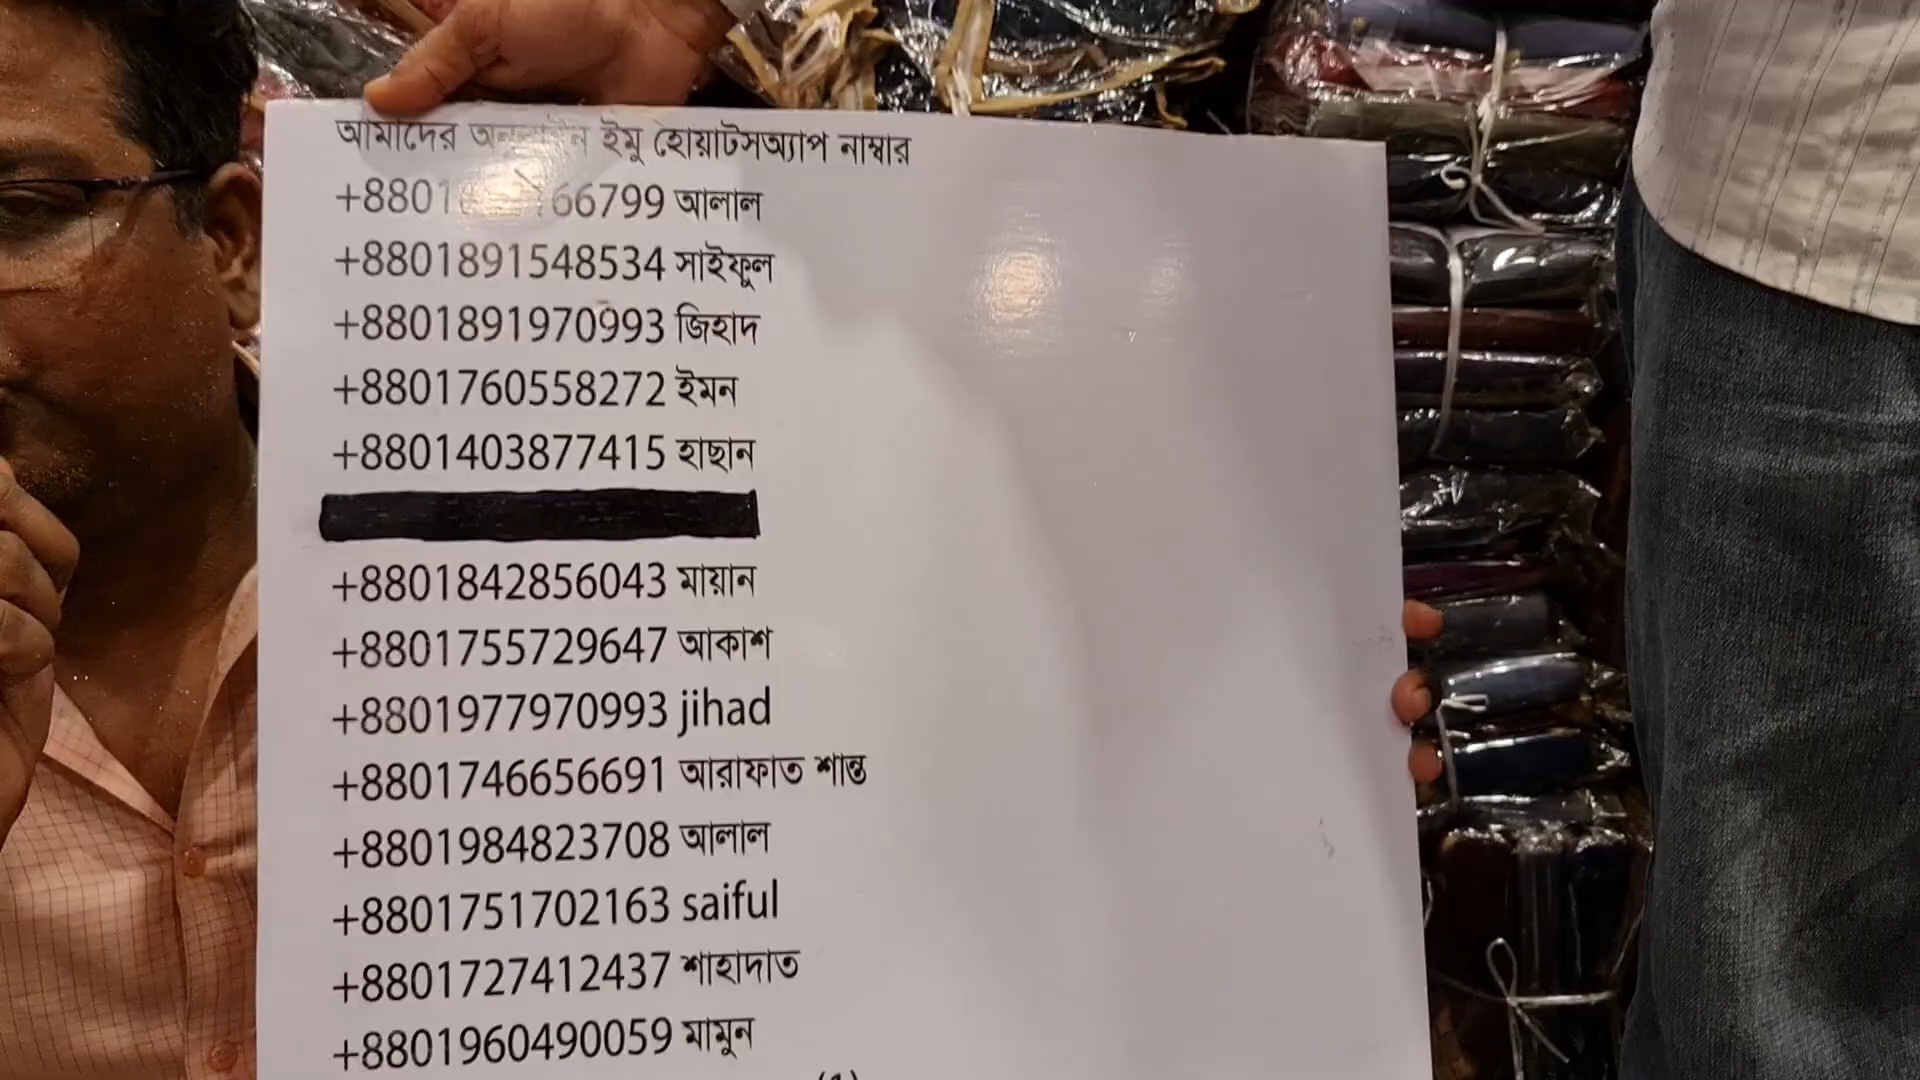 আমাদের ইমু হোয়াটসঅ্যাপ নাম্বার
আলাল
+8801891548534 সাইফুল
+8801891970993 জিহাদ
+8801760558272 ইমন
+8801403877415 হাছান
+8801842856043 মায়ান
+8801755729647 আকাশ
+8801977970993 jihad
+8801746656691 আরাফাত শান্ত
+8801984823708 আলাল
+8801751702163 saiful
+8801727412437 শাহাদাত
+8801960490059 মামুন